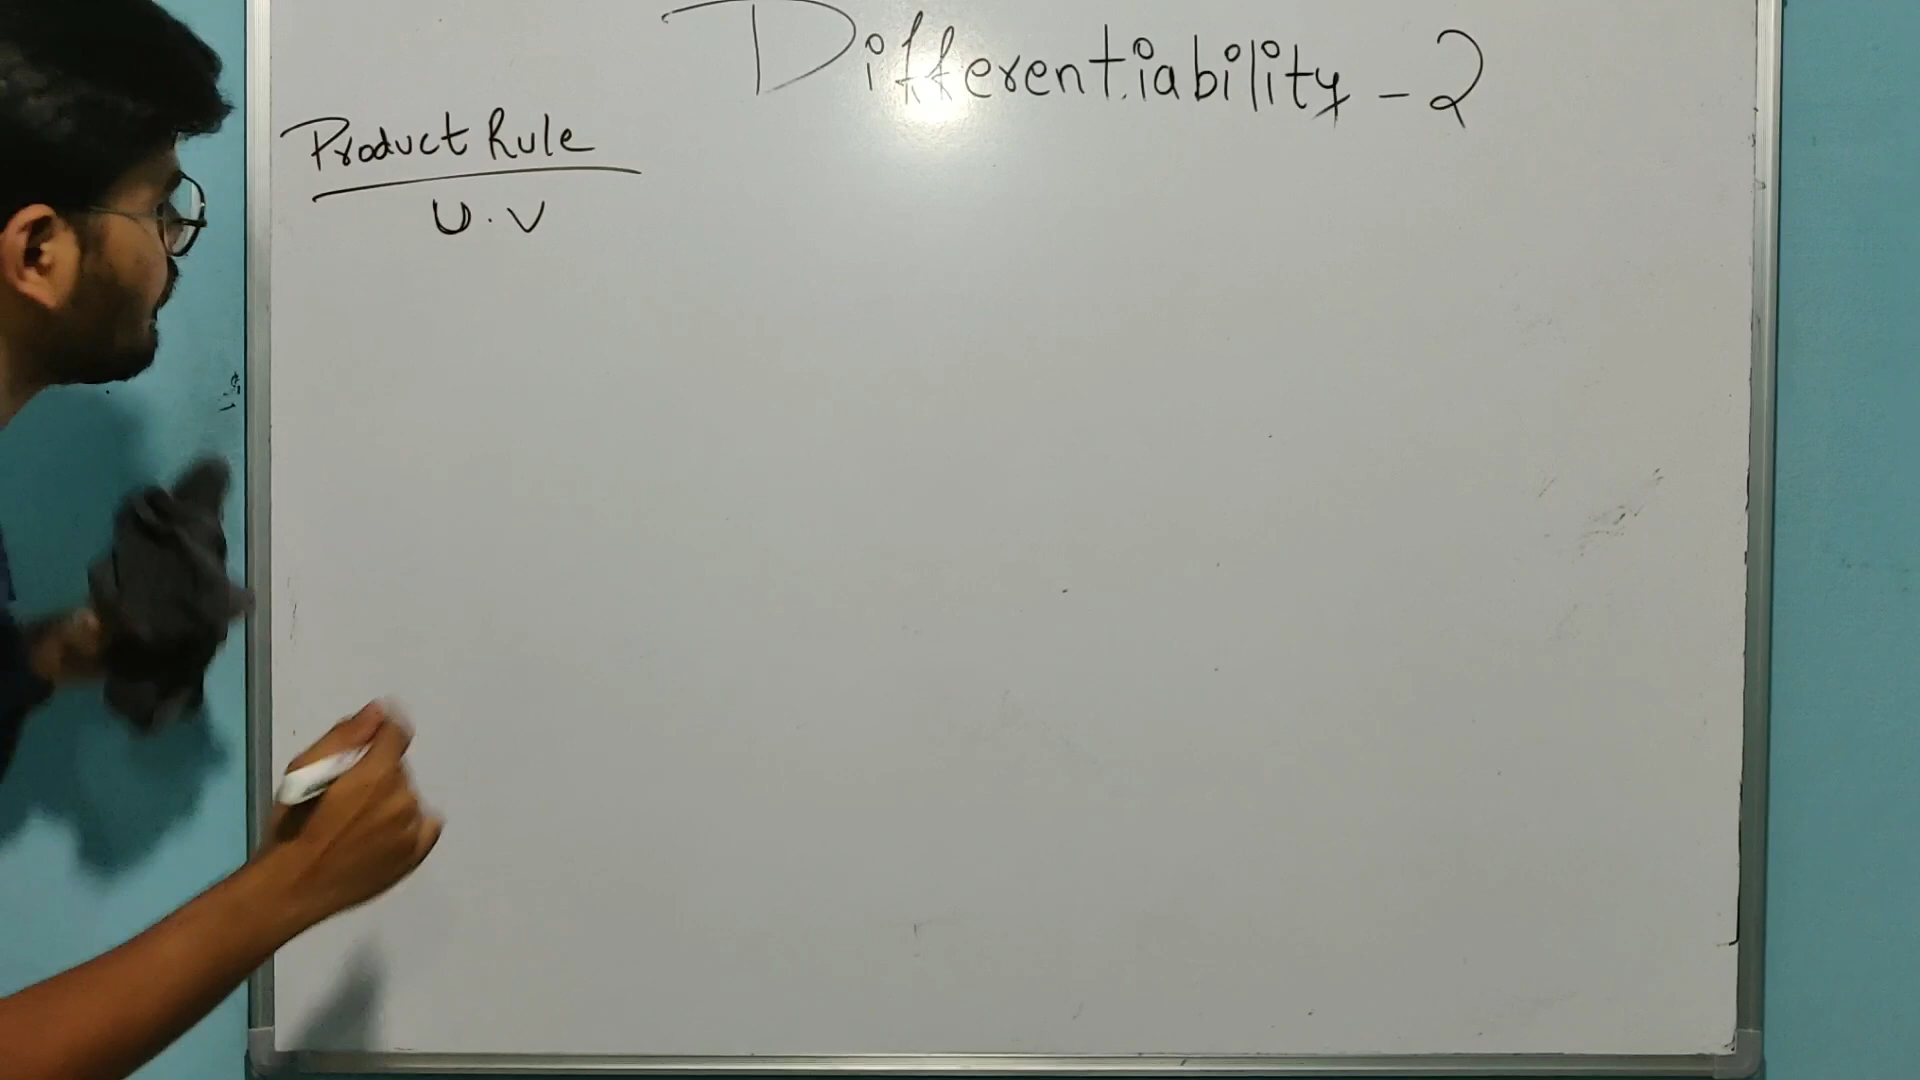 Differentiability - 2
Product Rule
U . V